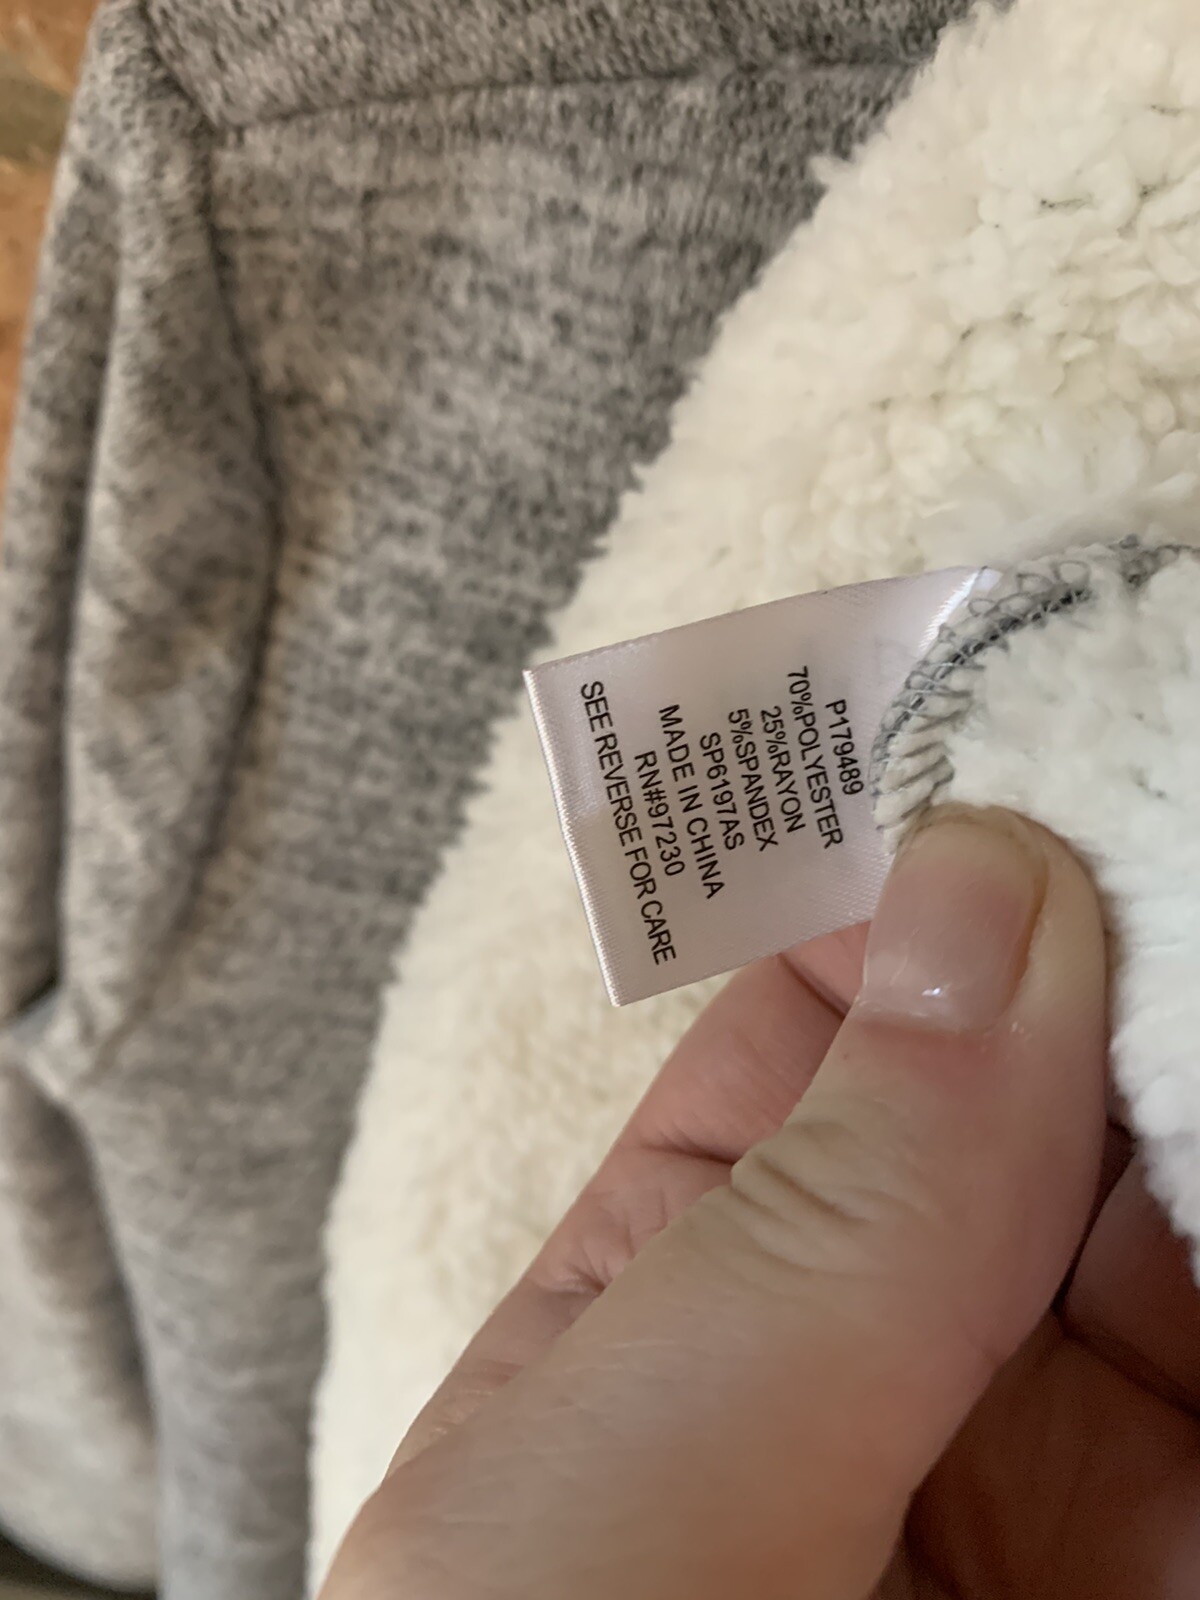 P179489
70%POLYESTER
25%RAYON
5%SPANDEX
SP6197AS
MADE IN CHINA
RN#97230
SEE REVERSE FOR CARE